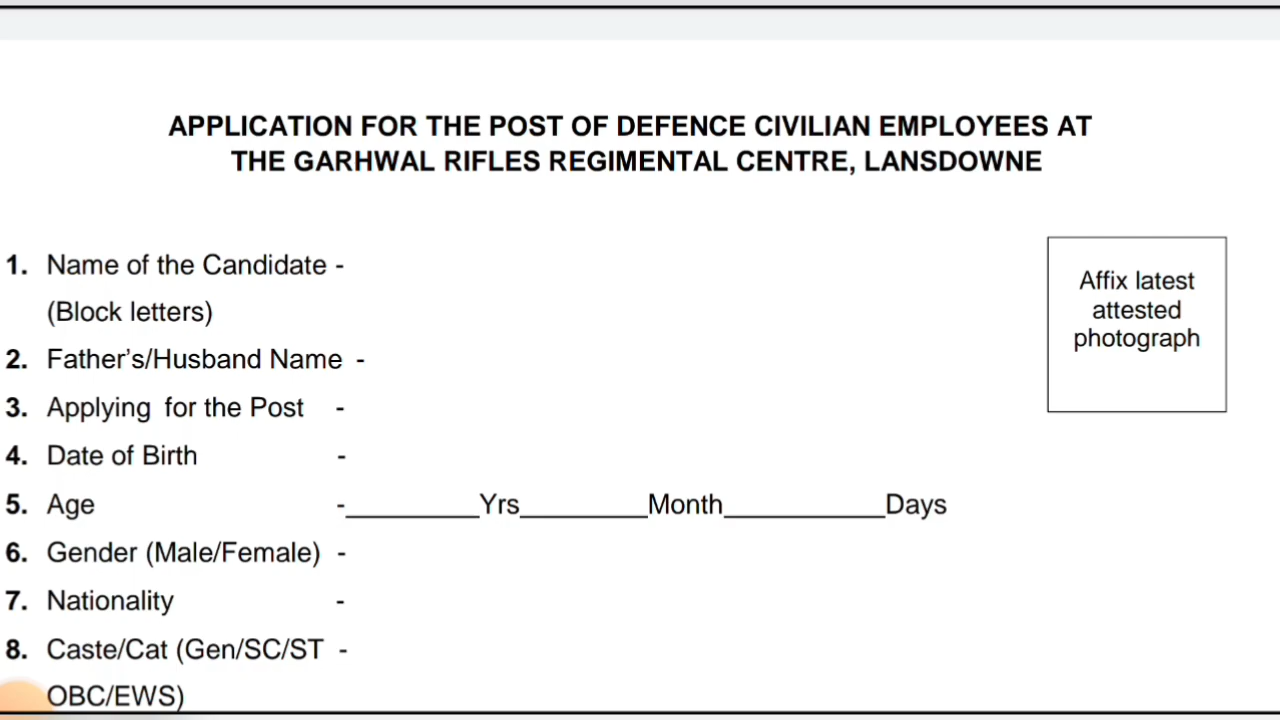 APPLICATION FOR THE POST OF DEFENCE CIVILIAN EMPLOYEES AT
THE GARHWAL RIFLES REGIMENTAL CENTRE, LANSDOWNE
Affix latest
attested
photograph
1. Name of the Candidate -
(Block letters)
2. Father’s/Husband Name -
3. Applying for the Post -
4. Date of Birth -
5. Age -_________Yrs_________Month___________Days
6. Gender (Male/Female) -
7. Nationality -
8. Caste/Cat (Gen/SC/ST -
OBC/EWS)